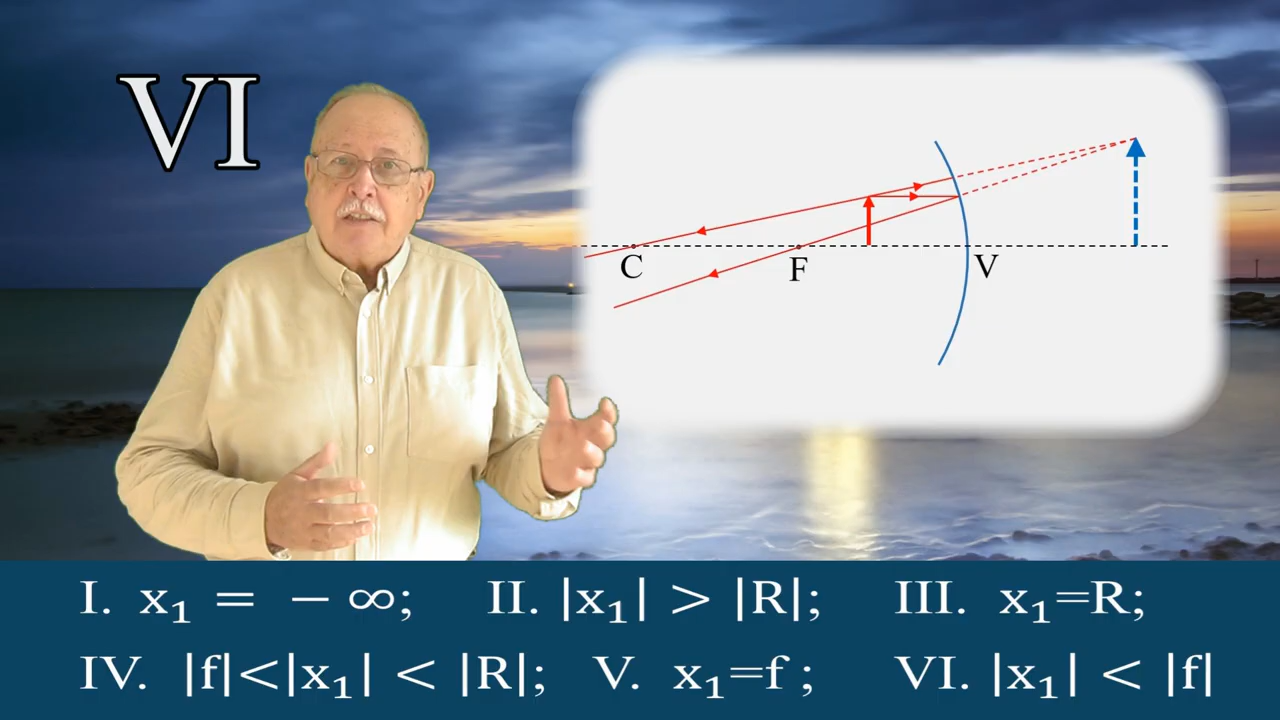 VI
C F V
I. x₁ = − ∞; II. |x₁| > |R|; III. x₁=R;
IV. |f|<|x₁| < |R|; V. x₁=f ; VI. |x₁| < |f|